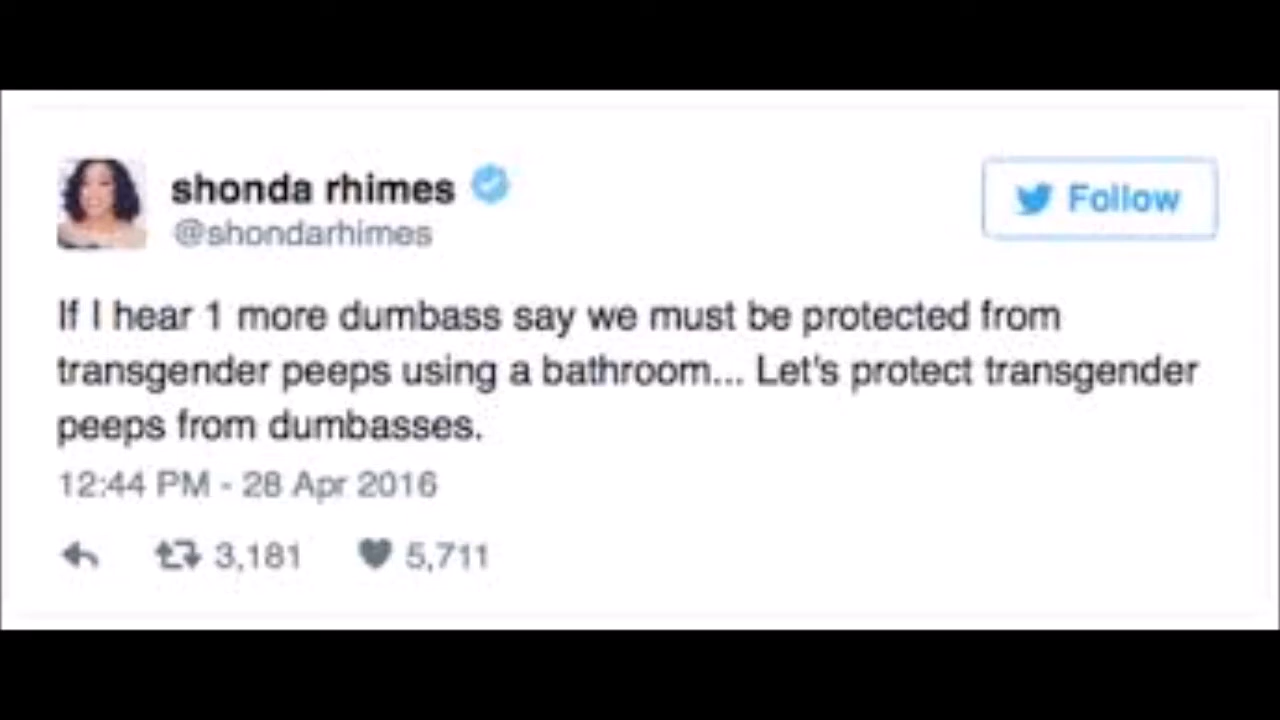 shonda rhimes
@shondarhimes
Follow
If I hear 1 more dumbass say we must be protected from
transgender peeps using a bathroom... Let's protect transgender
peeps from dumbasses.
12:44 PM - 28 Apr 2016
3,181 5,711